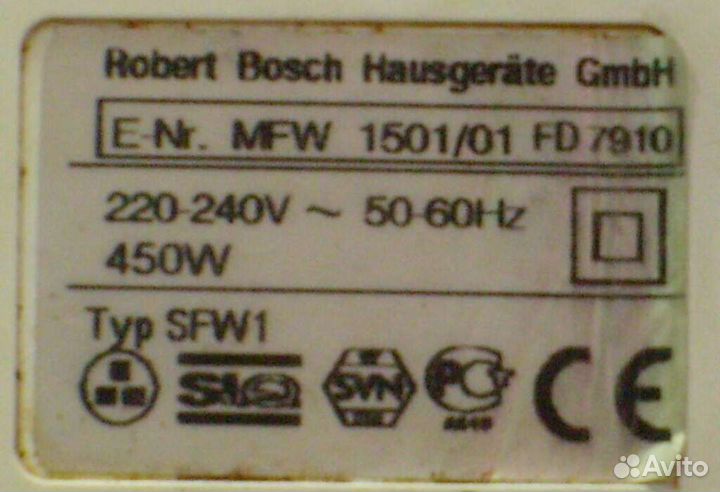 Robert Bosch Hausgeräte GmbH
E-Nr. MFW 1501/01 FD 7910
220-240V ~ 50-60Hz
450W
Typ SFW1
SVN
PC
CE
Avito